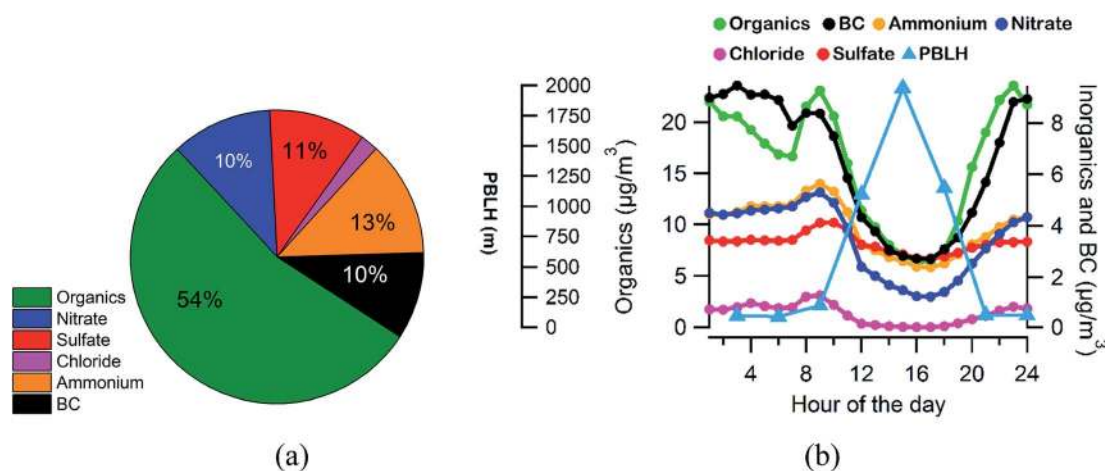 10%
11%
13%
10%
54%
Organics
Nitrate
Sulfate
Chloride
Ammonium
BC
(a)
Organics BC Ammonium Nitrate
Chloride Sulfate PBLH
PBLH (m)
2000
1750
1500
1250
1000
750
500
250
0
Organics (µg/m³)
20
15
10
5
0
Inorganics and BC (µg/m³)
8
6
4
2
0
4 8 12 16 20 24
Hour of the day
(b)